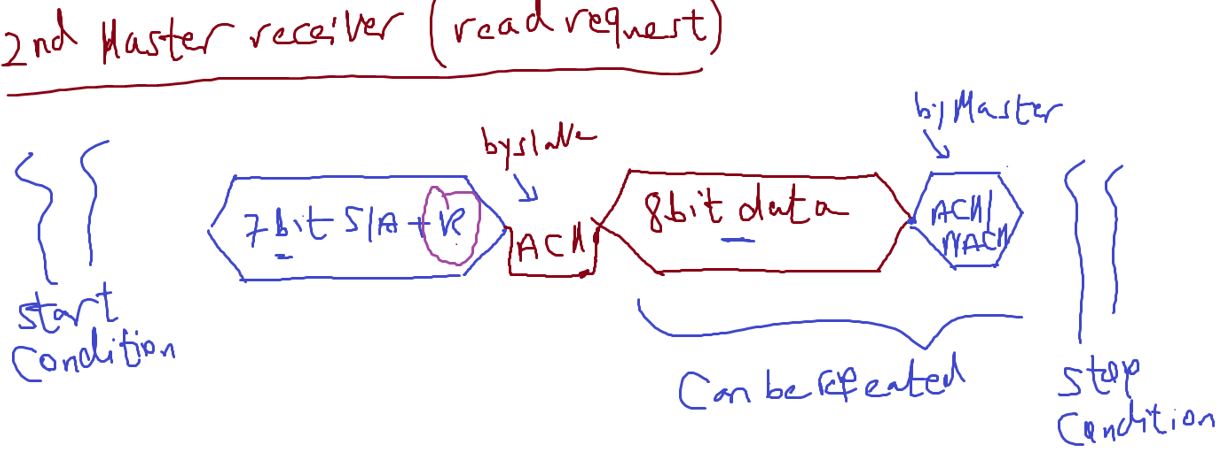 2nd Master receiver (read request)
by Master
by slave
7bit S/A + R
ACK
8bit data
ACK/
NACK
start
Condition
Can be repeated
stop
Condition